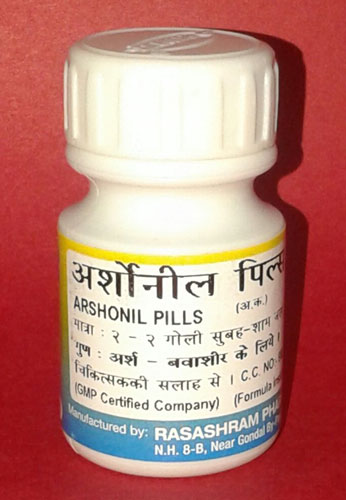 अर्शोनील पिल्स
ARSHONIL PILLS (अ.क.)
मात्रा : २ - २ गोली सुबह-शाम
गुण : अर्श - बवाशीर के लिये।
चिकित्सककी सलाह से । C.C. NO:
(GMP Certified Company) (Formula
Manufactured by: RASASHRAM
N.H. 8-B, Near Gondal